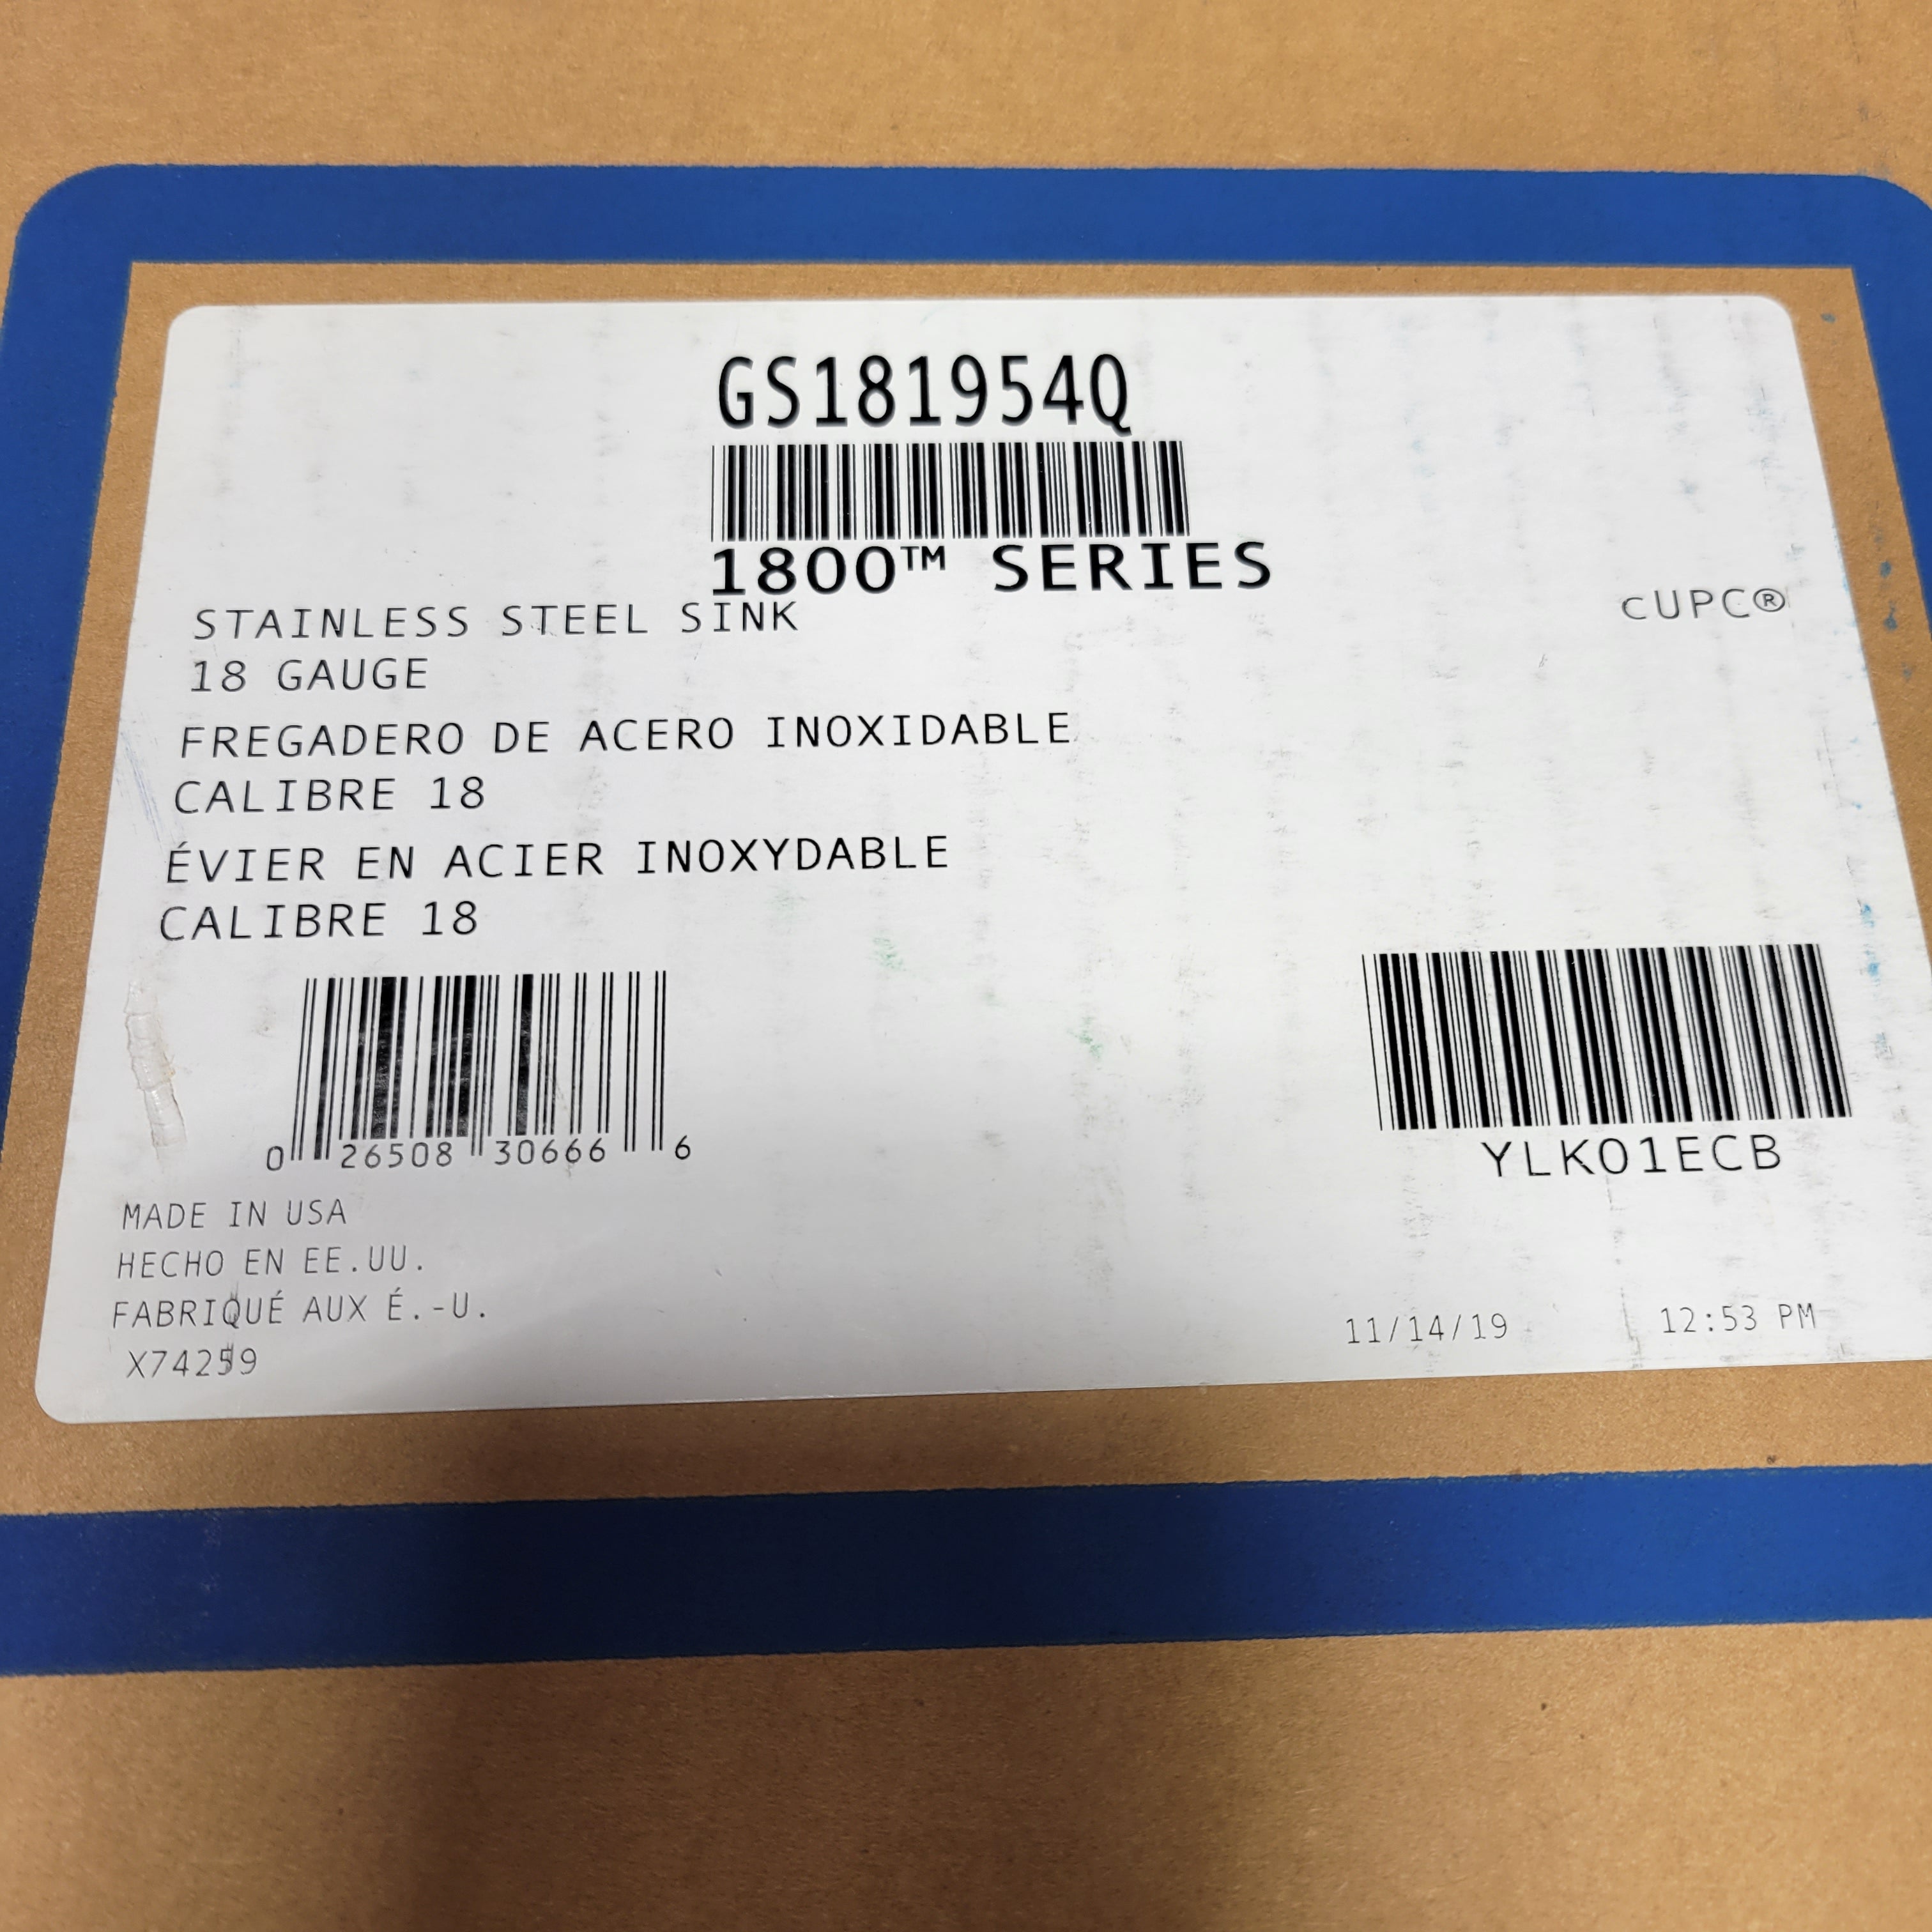 GS181954Q
1800™ SERIES
STAINLESS STEEL SINK
cUPC®
18 GAUGE
FREGADERO DE ACERO INOXIDABLE
CALIBRE 18
ÉVIER EN ACIER INOXYDABLE
CALIBRE 18
0 26508 30666 6
YLK01ECB
MADE IN USA
HECHO EN EE.UU.
FABRIQUÉ AUX É.-U.
X74259
11/14/19 12:53 PM